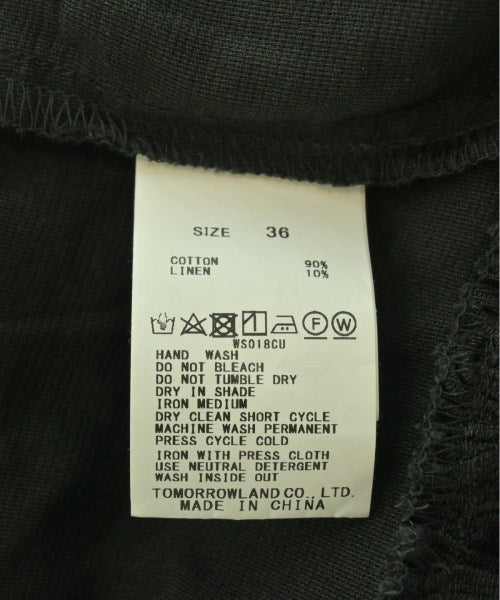 SIZE 36
COTTON 90%
LINEN 10%
F W
WS018CU
HAND WASH
DO NOT BLEACH
DO NOT TUMBLE DRY
DRY IN SHADE
IRON MEDIUM
DRY CLEAN SHORT CYCLE
MACHINE WASH PERMANENT
PRESS CYCLE COLD
IRON WITH PRESS CLOTH
USE NEUTRAL DETERGENT
WASH INSIDE OUT
TOMORROWLAND CO., LTD.
MADE IN CHINA